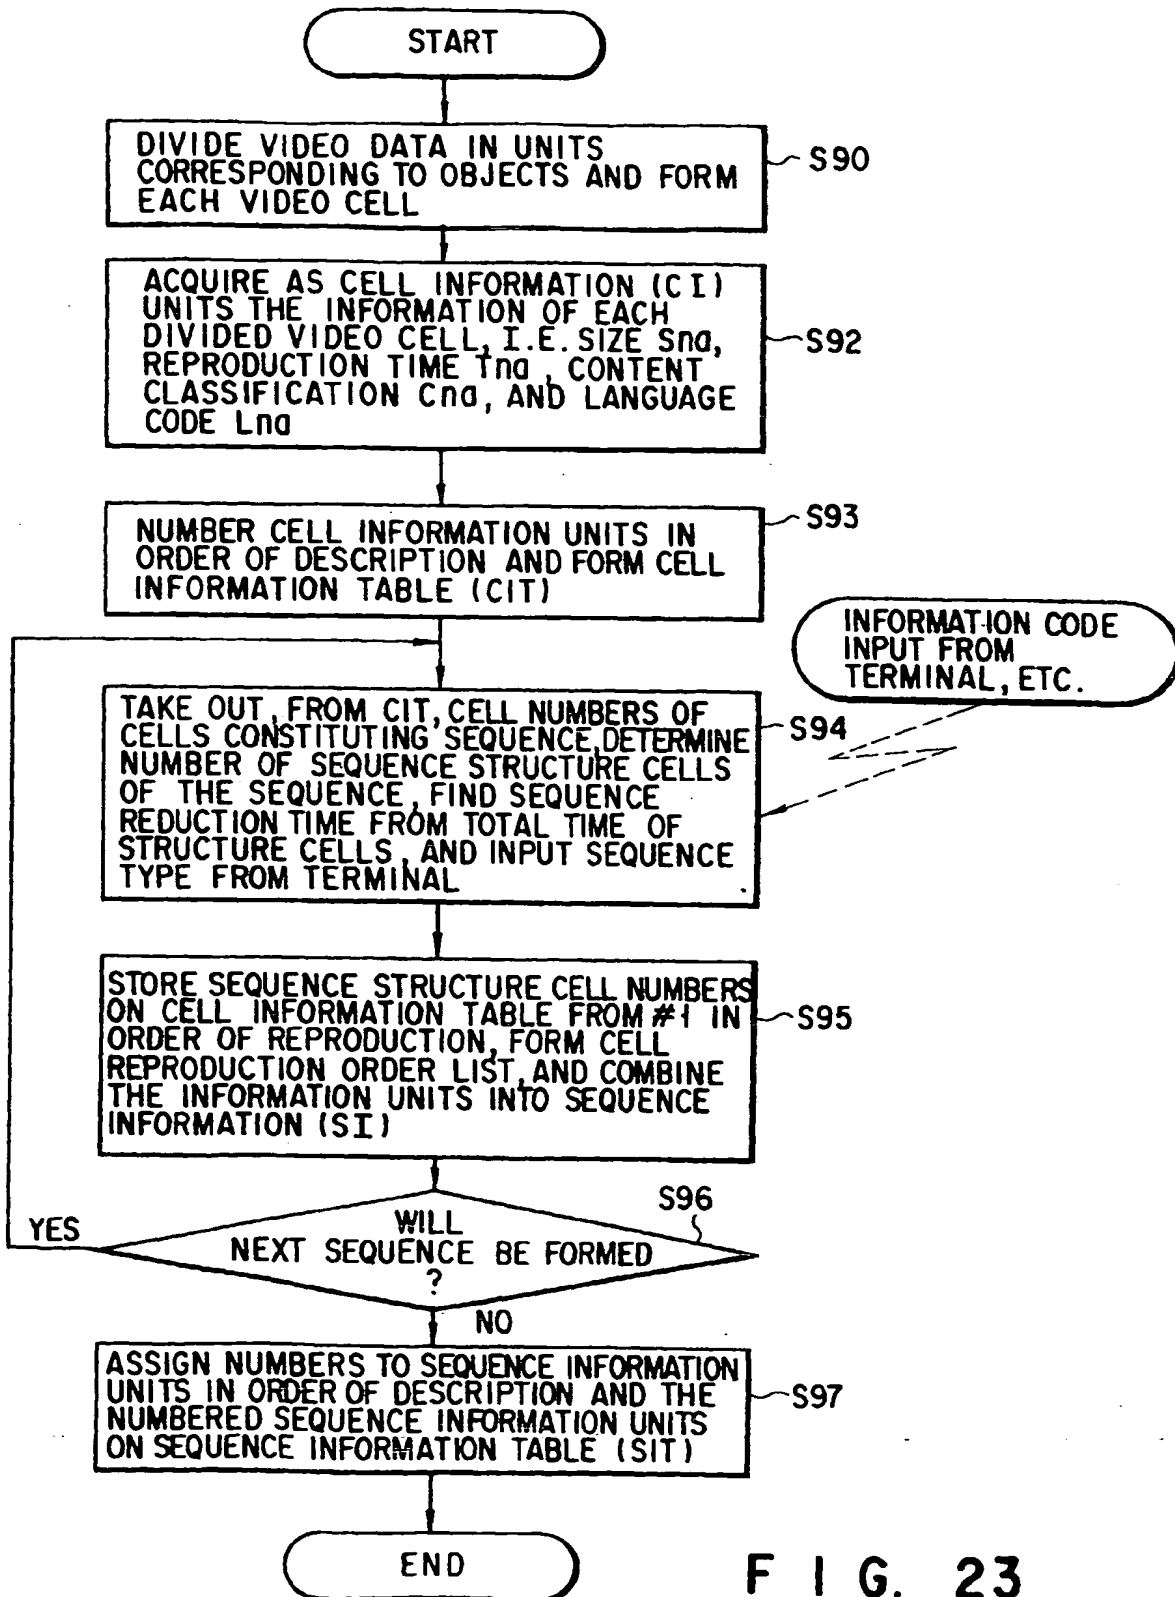 START
DIVIDE VIDEO DATA IN UNITS
CORRESPONDING TO OBJECTS AND FORM
EACH VIDEO CELL
S90
ACQUIRE AS CELL INFORMATION (CI)
UNITS THE INFORMATION OF EACH
DIVIDED VIDEO CELL, I.E. SIZE Sna,
REPRODUCTION TIME Tna, CONTENT
CLASSIFICATION Cna, AND LANGUAGE
CODE Lna
S92
NUMBER CELL INFORMATION UNITS IN
ORDER OF DESCRIPTION AND FORM CELL
INFORMATION TABLE (CIT)
S93
INFORMATION CODE
INPUT FROM
TERMINAL, ETC.
TAKE OUT, FROM CIT, CELL NUMBERS OF
CELLS CONSTITUTING SEQUENCE, DETERMINE
NUMBER OF SEQUENCE STRUCTURE CELLS
OF THE SEQUENCE, FIND SEQUENCE
REDUCTION TIME FROM TOTAL TIME OF
STRUCTURE CELLS, AND INPUT SEQUENCE
TYPE FROM TERMINAL
S94
STORE SEQUENCE STRUCTURE CELL NUMBERS
ON CELL INFORMATION TABLE FROM #1 IN
ORDER OF REPRODUCTION, FORM CELL
REPRODUCTION ORDER LIST, AND COMBINE
THE INFORMATION UNITS INTO SEQUENCE
INFORMATION (SI)
S95
S96
YES
WILL
NEXT SEQUENCE BE FORMED
?
NO
ASSIGN NUMBERS TO SEQUENCE INFORMATION
UNITS IN ORDER OF DESCRIPTION AND THE
NUMBERED SEQUENCE INFORMATION UNITS
ON SEQUENCE INFORMATION TABLE (SIT)
S97
END
FIG. 23